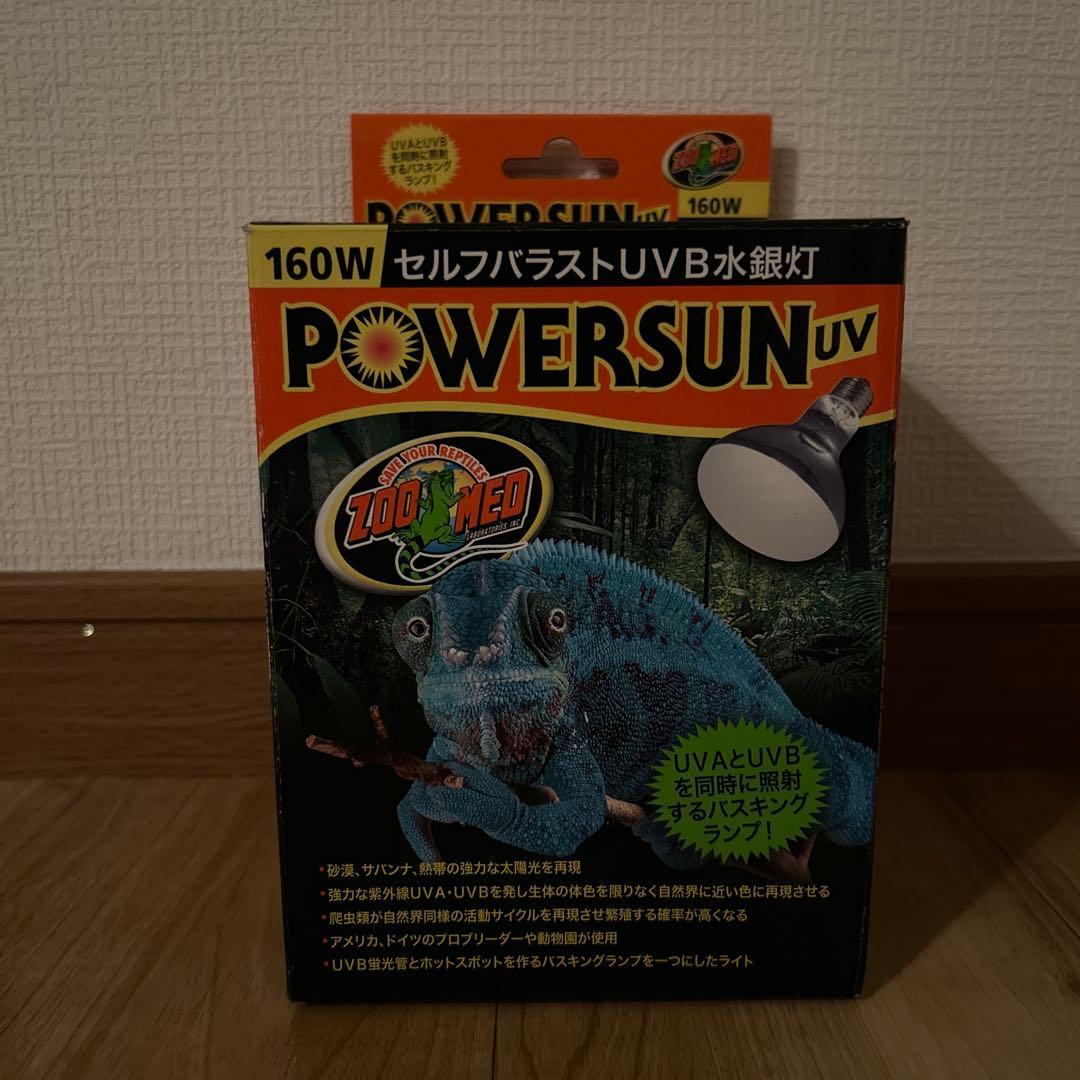 UVAとUVB
を同時に照射
するバスキング
ランプ!
ZOO MED
POWERSUN UV
160W
160W
セルフバラストUVB水銀灯
POWERSUN UV
SAVE YOUR REPTILES
ZOO MED
LABORATORIES, INC.
UVAとUVB
を同時に照射
するバスキング
ランプ!
・砂漠、サバンナ、熱帯の強力な太陽光を再現
・強力な紫外線UVA・UVBを発し生体の体色を限りなく自然界に近い色に再現させる
・爬虫類が自然界同様の活動サイクルを再現させ繁殖する確率が高くなる
・アメリカ、ドイツのプロブリーダーや動物園が使用
・UVB蛍光管とホットスポットを作るバスキングランプを一つにしたライト